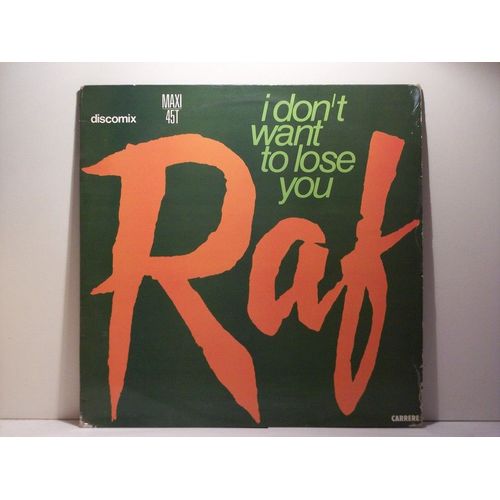 discomix
MAXI
45T
i don't
want
to lose
you
Raf
CARRERE